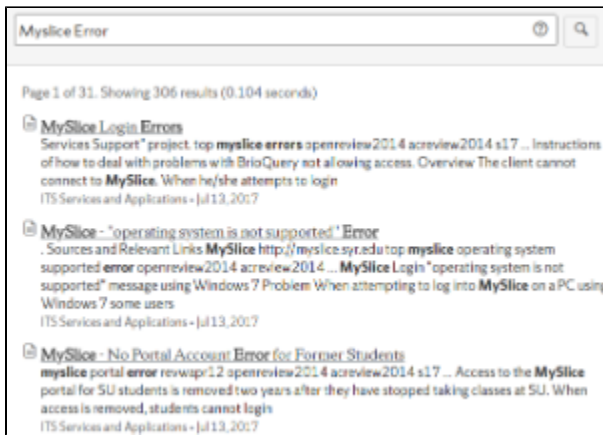 Myslice Error
Page 1 of 31. Showing 306 results (0.104 seconds)
MySlice Login Errors
Services Support" project. top myslice errors openreview2014 acreview2014 s17 ... Instructions
of how to deal with problems with BrioQuery not allowing access. Overview The client cannot
connect to MySlice. When he/she attempts to login
ITS Services and Applications • Jul 13, 2017
MySlice - "operating system is not supported" Error
. Sources and Relevant Links MySlice http://myslice.syr.edu top myslice operating system
supported error openreview2014 acreview2014 ... MySlice Login "operating system is not
supported" message using Windows 7 Problem When attempting to log into MySlice on a PC using
Windows 7 some users
ITS Services and Applications • Jul 13, 2017
MySlice - No Portal Account Error for Former Students
myslice portal error revwapr12 openreview2014 acreview2014 s17 ... Access to the MySlice
portal for SU students is removed two years after they have stopped taking classes at SU. When
access is removed, students cannot login
ITS Services and Applications • Jul 13, 2017